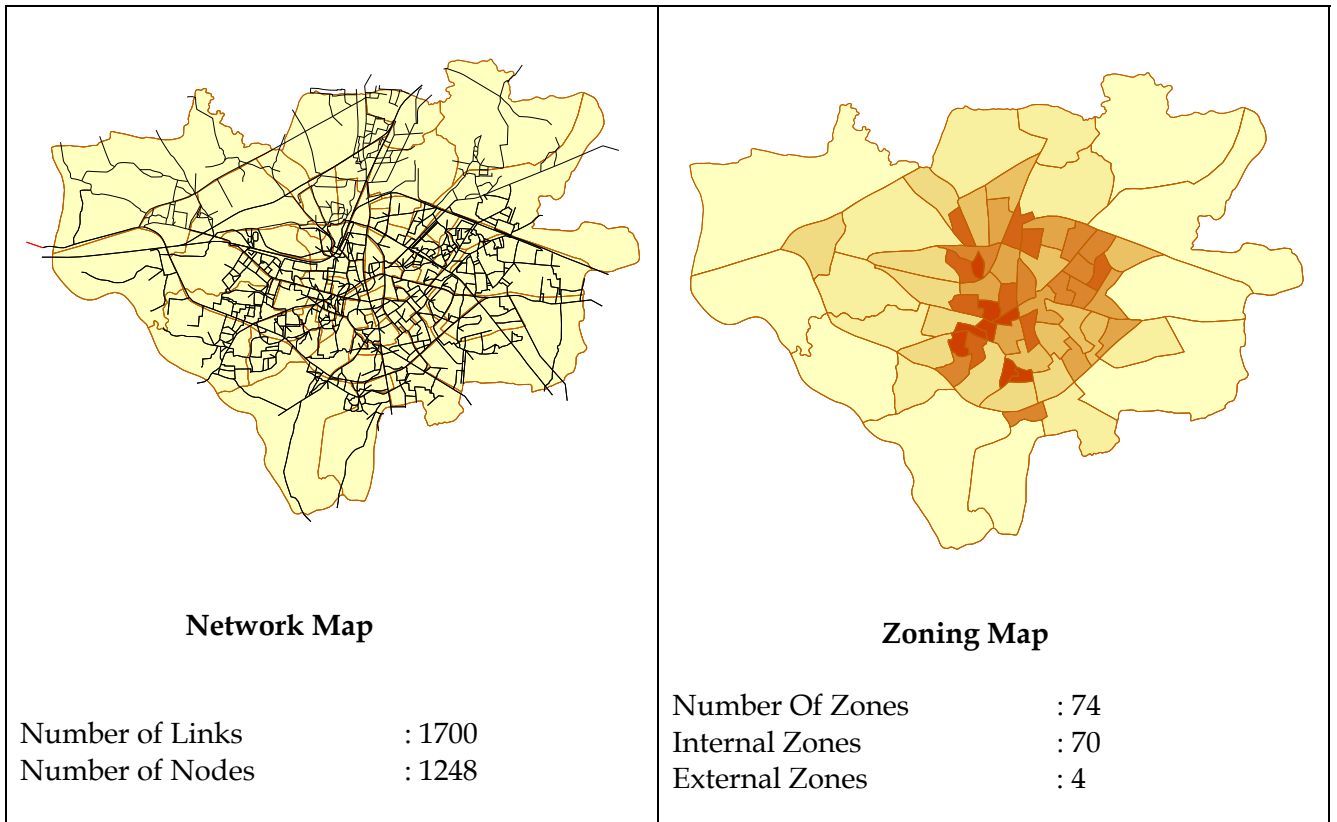 Network Map
Number of Links : 1700
Number of Nodes : 1248
Zoning Map
Number Of Zones : 74
Internal Zones : 70
External Zones : 4